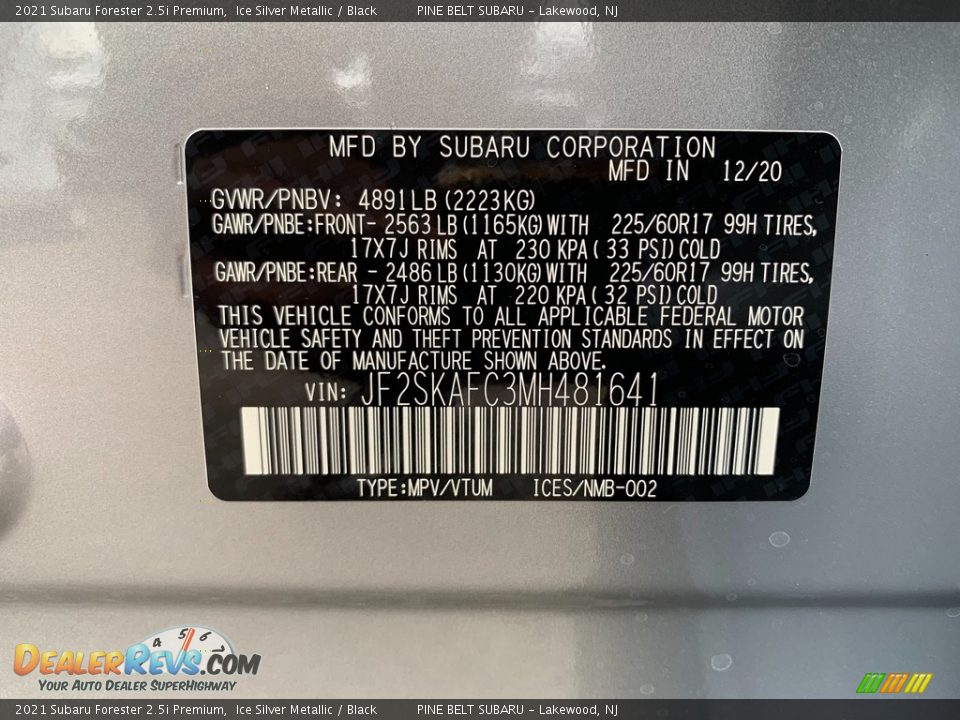 2021 Subaru Forester 2.5i Premium, Ice Silver Metallic / Black PINE BELT SUBARU - Lakewood, NJ
MFD BY SUBARU CORPORATION
MFD IN 12/20
GVWR/PNBV: 4891LB(2223KG)
GAWR/PNBE:FRONT- 2563 LB(1165KG)WITH 225/60R17 99H TIRES,
17X7J RIMS AT 230 KPA( 33 PSI)COLD
GAWR/PNBE:REAR - 2486 LB(1130KG)WITH 225/60R17 99H TIRES,
17X7J RIMS AT 220 KPA( 32 PSI)COLD
THIS VEHICLE CONFORMS TO ALL APPLICABLE FEDERAL MOTOR
VEHICLE SAFETY AND THEFT PREVENTION STANDARDS IN EFFECT ON
THE DATE OF MANUFACTURE SHOWN ABOVE.
VIN: JF2SKAFC3MH481641
TYPE:MPV/VTUM ICES/NMB-002
4 5 6 7
DEALERREVS.COM
YOUR AUTO DEALER SUPERHIGHWAY
2021 Subaru Forester 2.5i Premium, Ice Silver Metallic / Black PINE BELT SUBARU - Lakewood, NJ